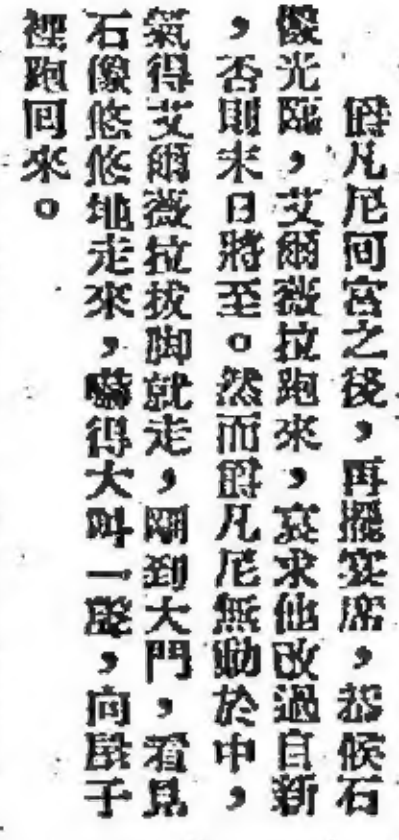 爵凡尼回宮之後，再擺宴席，恭候石
像光臨，艾爾薇拉跑來，哀求他改過自新
，否則末日將至。然而爵凡尼無動於中，
氣得艾爾薇拉拔脚就走，剛到大門，看見
石像悠悠地走來，嚇得大叫一聲，向房子
裡跑回來。